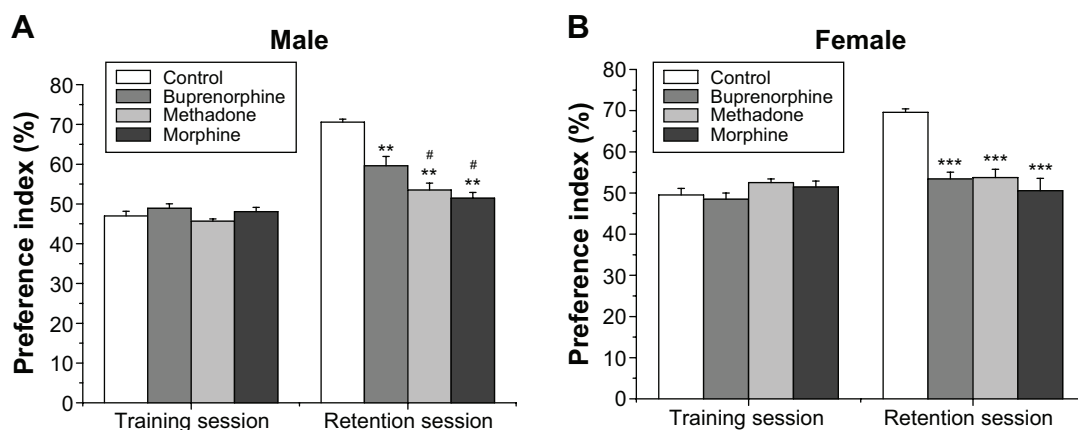 A
Male
Control
Buprenorphine
Methadone
Morphine
Preference index (%)
80
70
60
50
40
30
20
10
0
**
#
**
#
**
Training session
Retention session
B
Female
Control
Buprenorphine
Methadone
Morphine
Preference index (%)
80
70
60
50
40
30
20
10
0
***
***
***
Training session
Retention session